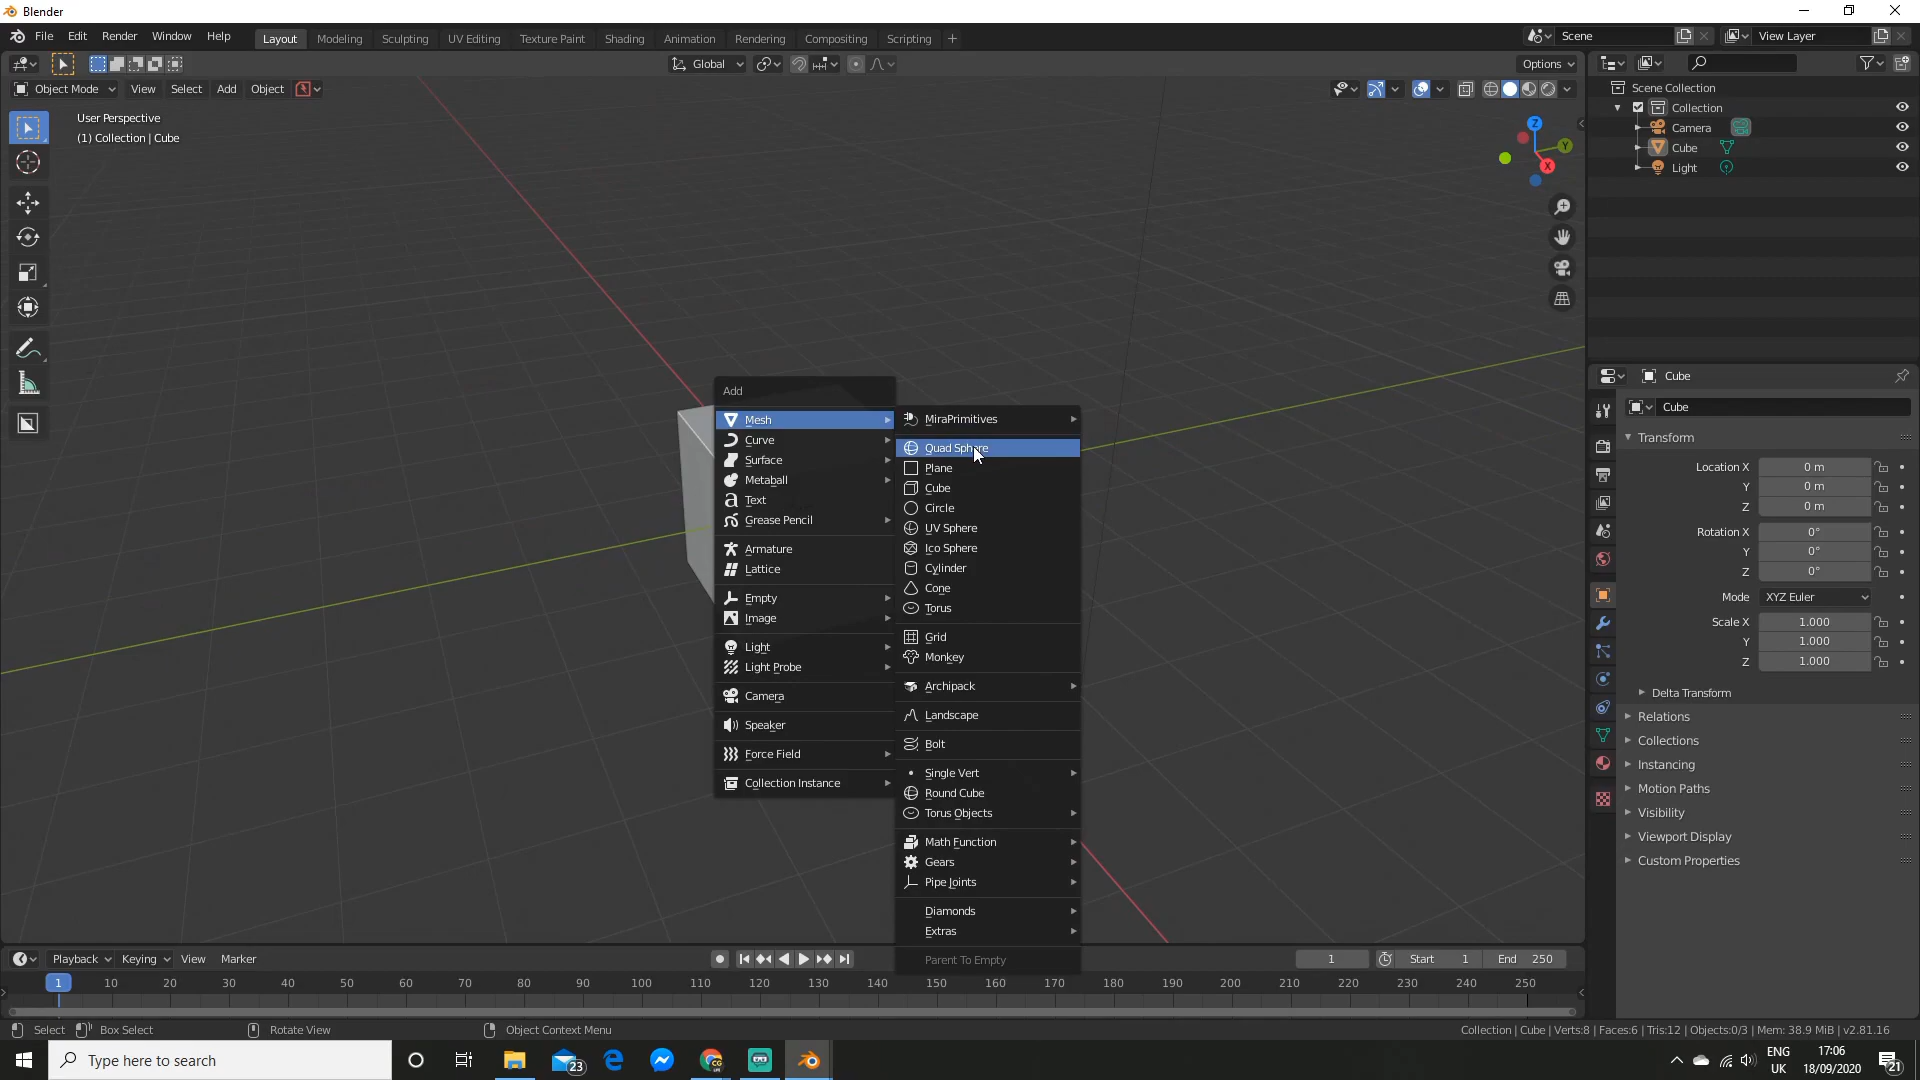 Blender
File Edit Render Window Help Layout Modeling Sculpting UV Editing Texture Paint Shading Animation Rendering Compositing Scripting + Scene View Layer
Global Options
Object Mode View Select Add Object
User Perspective
(1) Collection | Cube
Z
Y
X
Scene Collection
Collection
Camera
Cube
Light
Add
Mesh
Curve
Surface
Metaball
Text
Grease Pencil
Armature
Lattice
Empty
Image
Light
Light Probe
Camera
Speaker
Force Field
Collection Instance
MiraPrimitives
Quad Sphere
Plane
Cube
Circle
UV Sphere
Ico Sphere
Cylinder
Cone
Torus
Grid
Monkey
Archipack
Landscape
Bolt
Single Vert
Round Cube
Torus Objects
Math Function
Gears
Pipe Joints
Diamonds
Extras
Parent To Empty
Cube
Cube
Transform
Location X 0 m
Y 0 m
Z 0 m
Rotation X 0°
Y 0°
Z 0°
Mode XYZ Euler
Scale X 1.000
Y 1.000
Z 1.000
Delta Transform
Relations
Collections
Instancing
Motion Paths
Visibility
Viewport Display
Custom Properties
Playback Keying View Marker 1 Start 1 End 250
1 10 20 30 40 50 60 70 80 90 100 110 120 130 140 150 160 170 180 190 200 210 220 230 240 250
Select Box Select Rotate View Object Context Menu Collection | Cube | Verts:8 | Faces:6 | Tris:12 | Objects:0/3 | Mem: 38.9 MiB | v2.81.16
Type here to search 23 ENG 17:06
UK 18/09/2020 21